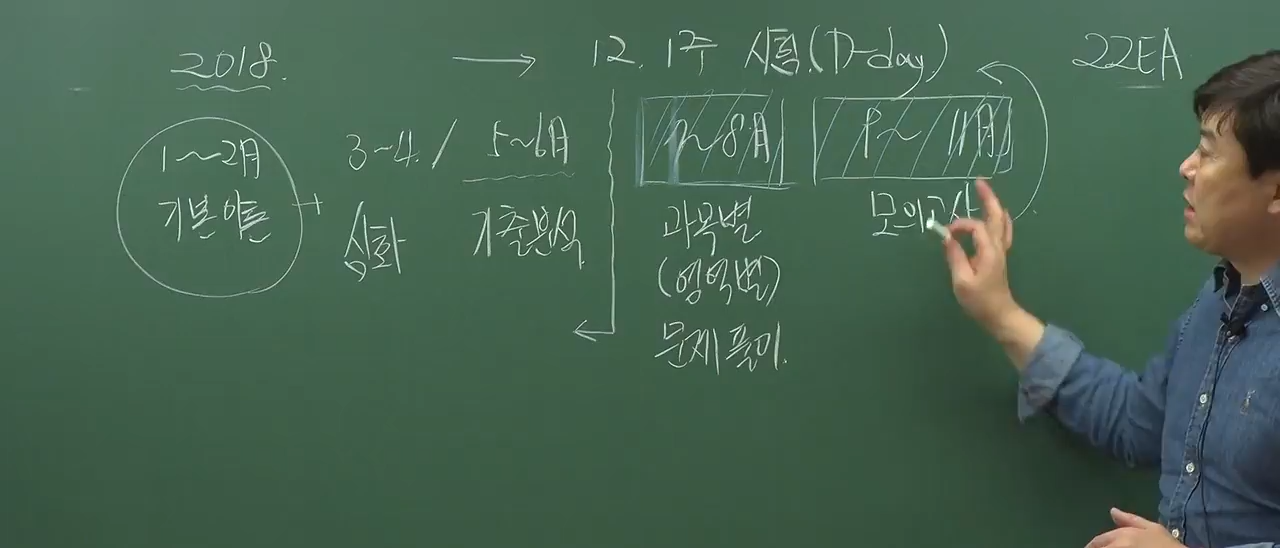 2018. → 12. 1주 시험.(D-day) 22EA
1~2月 3~4. / 5~6月 7~8月 9~11月
기본이론 + 심화 기출분석 과목별 모의고사
(영역별)
문제풀이.